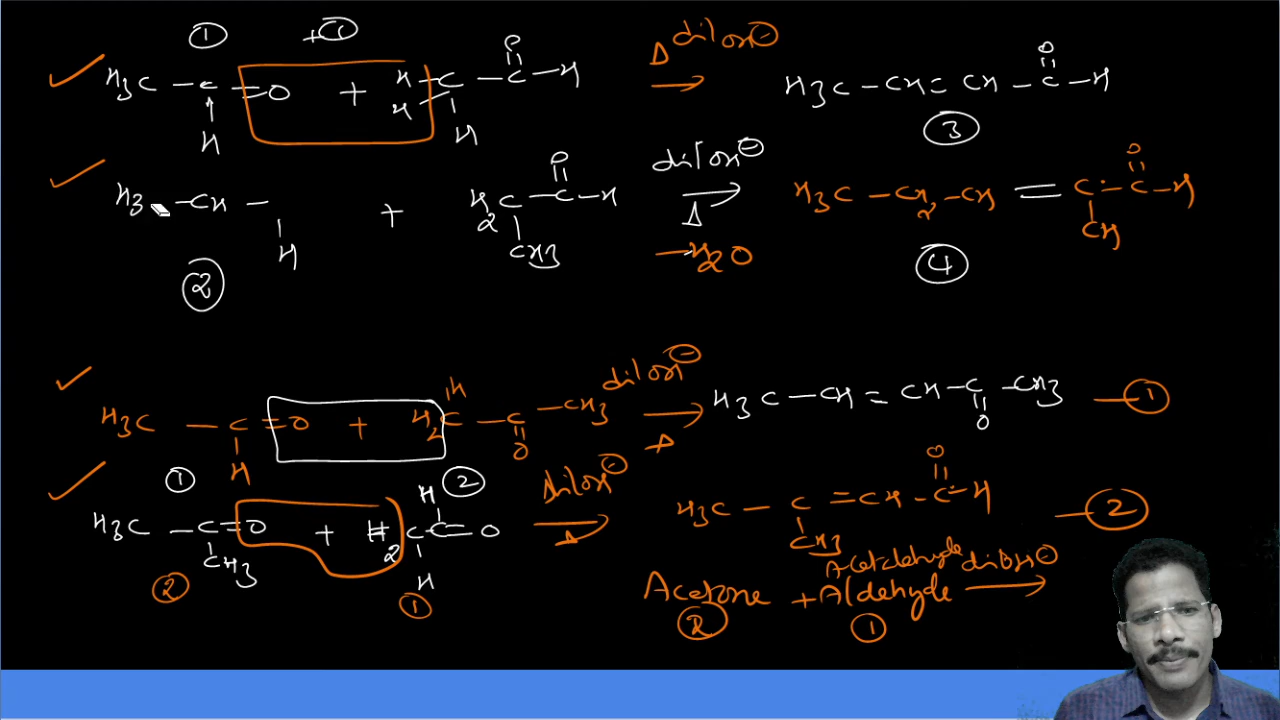 ① + ①
H3C - C = O + H - C - C - H → H3C - CH = CH - C - H
H H H O Δ dil OH⊖ O ③
H3 - CH - H + H2C - C - H → H3C - CH2 - CH = C - C - H
CH3 O dil OH⊖ Δ -H2O CH O
② ④
H3C - C = O + H2C - C - CH3 → H3C - CH = CH - C - CH3 - ①
H H O dil OH⊖ Δ O
① ②
H3C - C = O + H2C - C = O → H3C - C = CH - C - H - ②
CH3 H H dil OH⊖ Δ CH3 O
② ①
Acetaldehyde dil OH⊖
Acetone + Aldehyde →
② ①